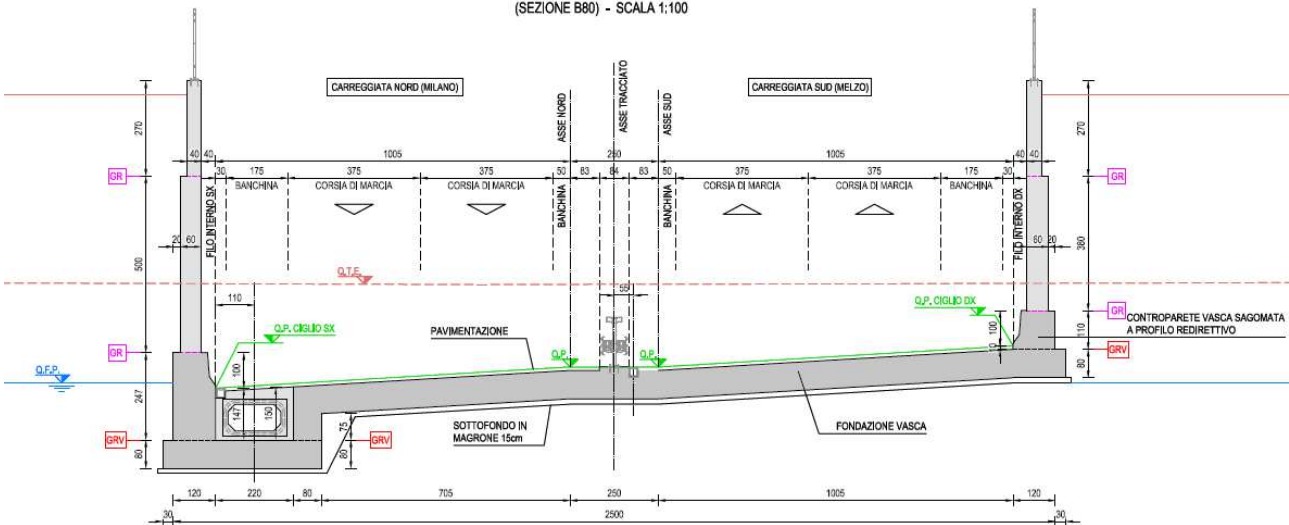 (SEZIONE B80) - SCALA 1:100
CARREGGIATA NORD (MILANO)
CARREGGIATA SUD (MELZO)
ASSE NORD
ASSE TRACCIATO
ASSE SUD
270
270
40 40
1005
250
1005
40 40
GR
30 175 375 375 50 83 84 83 50 375 375 175 30
GR
BANCHINA
CORSIA DI MARCIA
CORSIA DI MARCIA
BANCHINA
BANCHINA
CORSIA DI MARCIA
CORSIA DI MARCIA
BANCHINA
FILO INTERNO SX
FILO INTERNO DX
20 60
60 20
500
360
Q.T.F.
110
55
Q.P. CIGLIO SX
Q.P. CIGLIO DX
PAVIMENTAZIONE
GR
100
110
CONTROPARETE VASCA SAGOMATA
A PROFILO REDIRETTIVO
GR
Q.P.
Q.P.
10
GRV
80
Q.F.P.
100
247
147
150
75
SOTTOFONDO IN
MAGRONE 15cm
FONDAZIONE VASCA
GRV
GRV
80
80
120 220 80 705 250 1005 120
30
2500
30